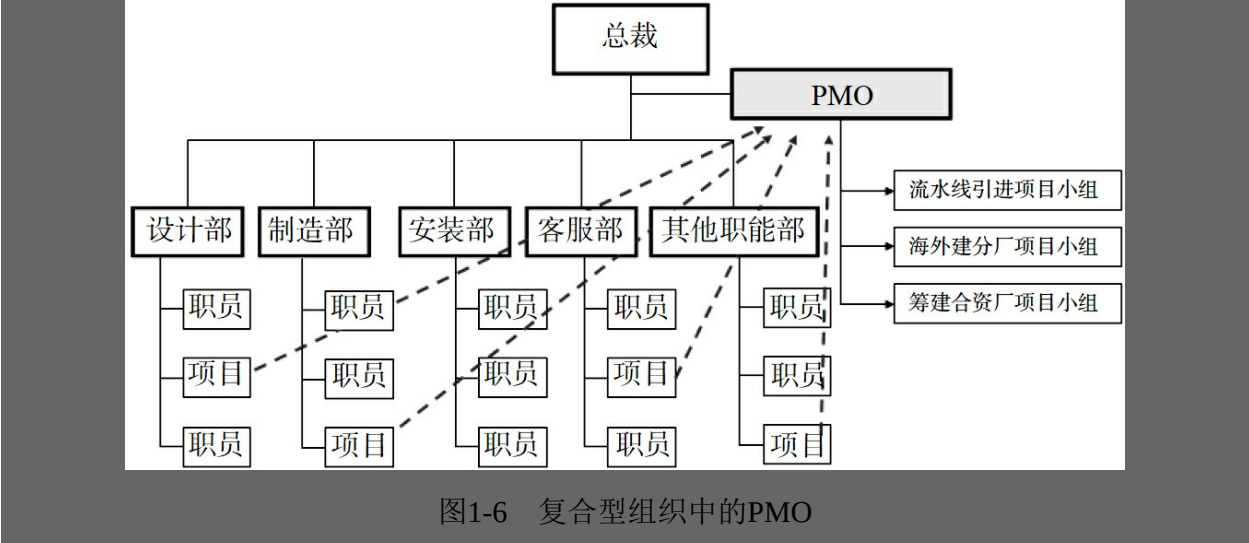 总裁
PMO
流水线引进项目小组
海外建分厂项目小组
筹建合资厂项目小组
设计部 制造部 安装部 客服部 其他职能部
职员 职员 职员 职员 职员
项目 职员 职员 项目 职员
职员 项目 职员 职员 项目
图1-6 复合型组织中的PMO